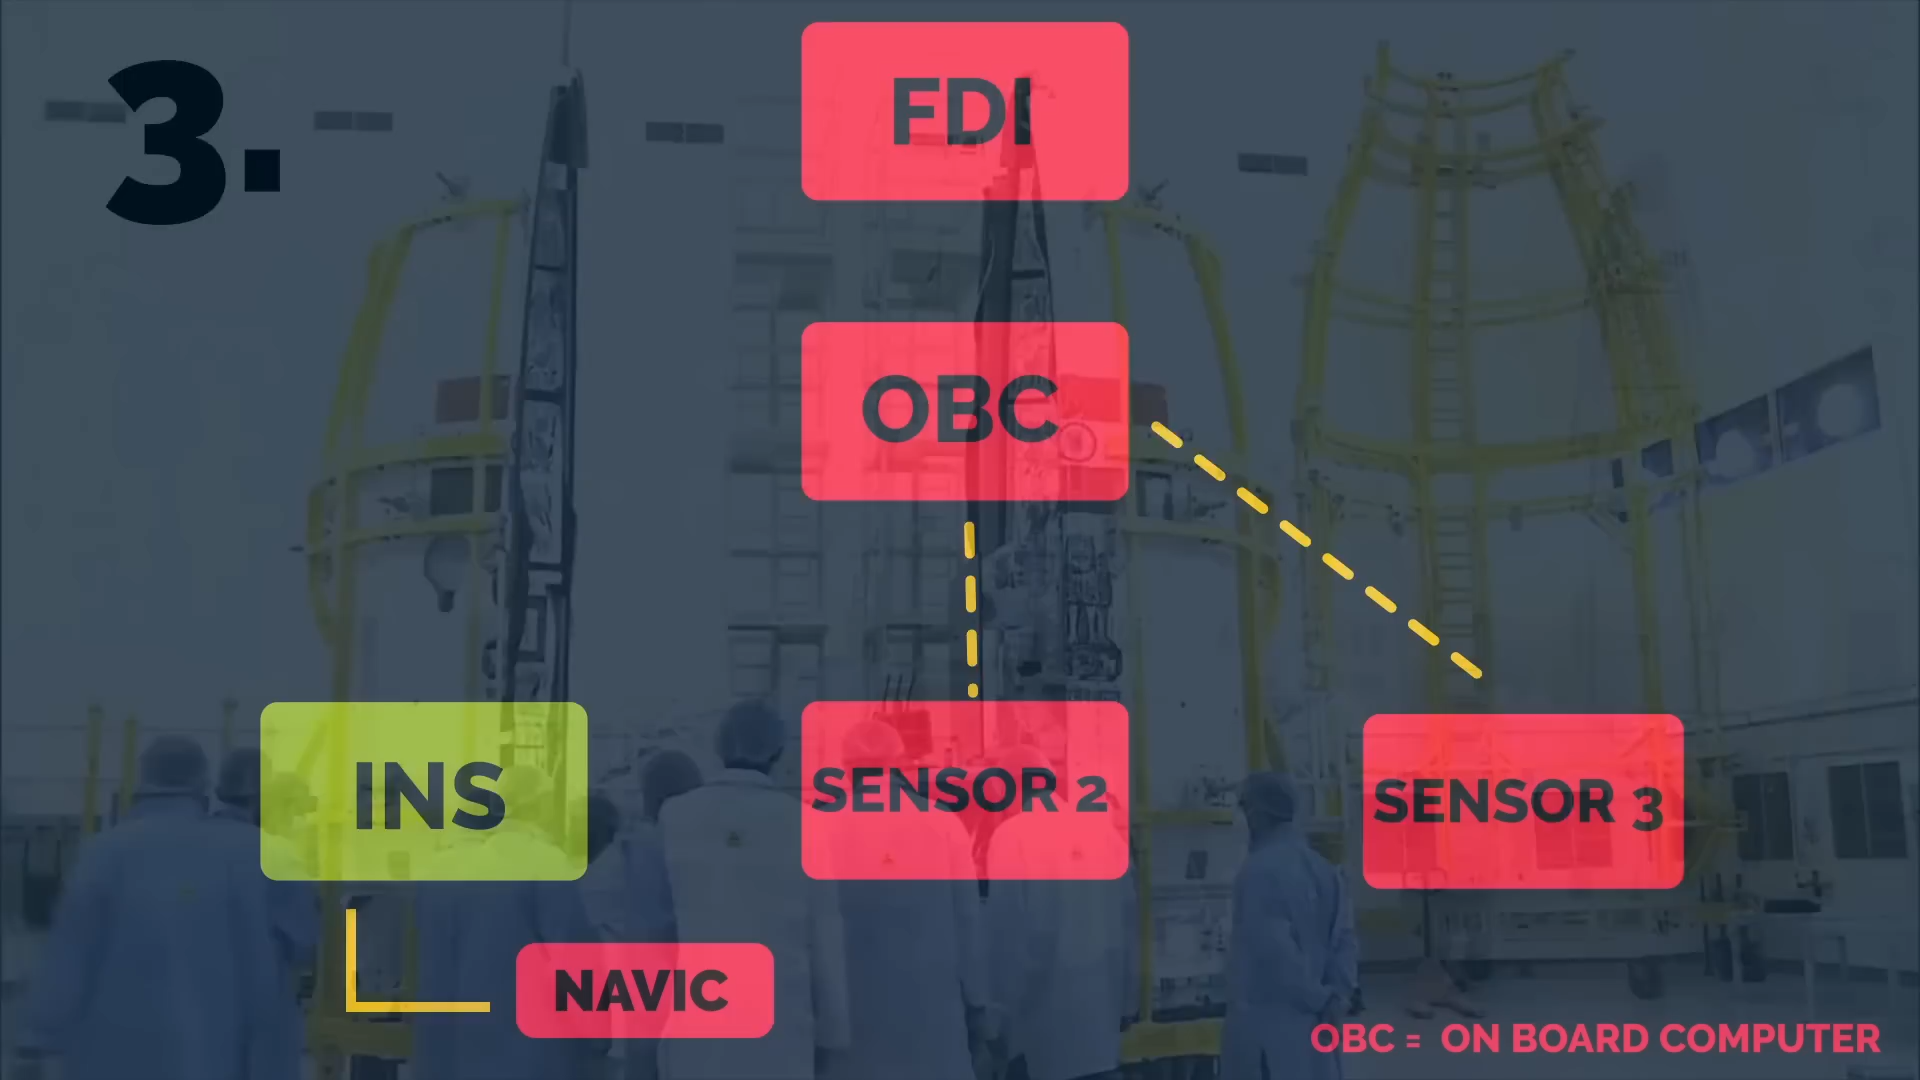 3.
FDI
OBC
INS
SENSOR 2
SENSOR 3
NAVIC
OBC = ON BOARD COMPUTER